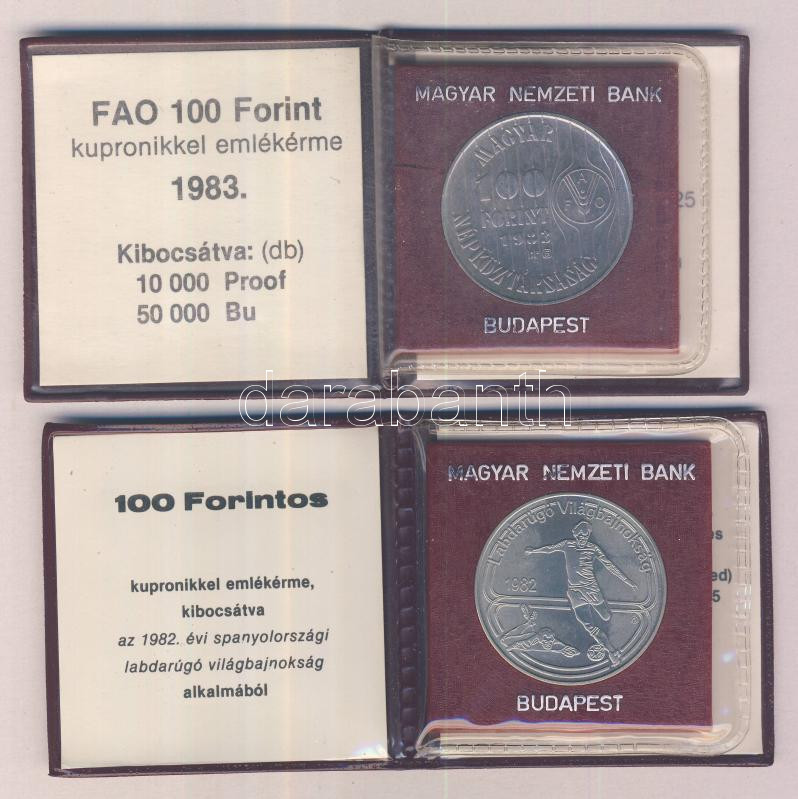 FAO 100 Forint
kupronikkel emlékérme
1983.
Kibocsátva: (db)
10 000 Proof
50 000 Bu
MAGYAR NEMZETI BANK
MAGYAR
100
FORINT
1983
NÉPKÖZTÁRSASÁG
F A O
BUDAPEST
25
darabanth
100 Forintos
kupronikkel emlékérme,
kibocsátva
az 1982. évi spanyolországi
labdarúgó világbajnokság
alkalmából
MAGYAR NEMZETI BANK
Labdarúgó Világbajnokság
1982
BUDAPEST